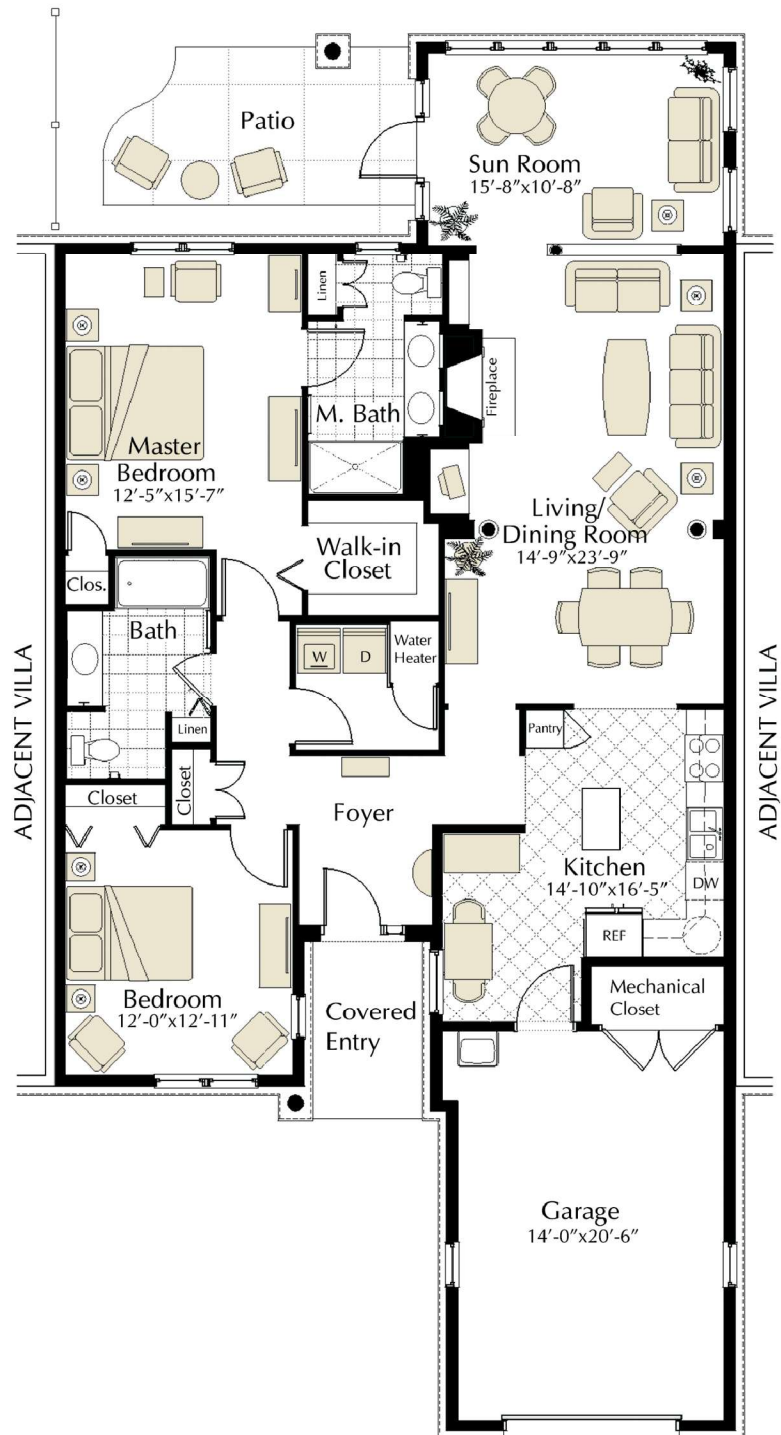 Patio
Sun Room
15′-8″x10′-8″
Linen
M. Bath
Fireplace
Master
Bedroom
12′-5″x15′-7″
Living/
Dining Room
14′-9″x23′-9″
Walk-in
Closet
Clos.
Bath
W
D
Water
Heater
Linen
Pantry
ADJACENT VILLA
ADJACENT VILLA
Closet
Closet
Foyer
Kitchen
14′-10″x16′-5″
DW
REF
Bedroom
12′-0″x12′-11″
Covered
Entry
Mechanical
Closet
Garage
14′-0″x20′-6″